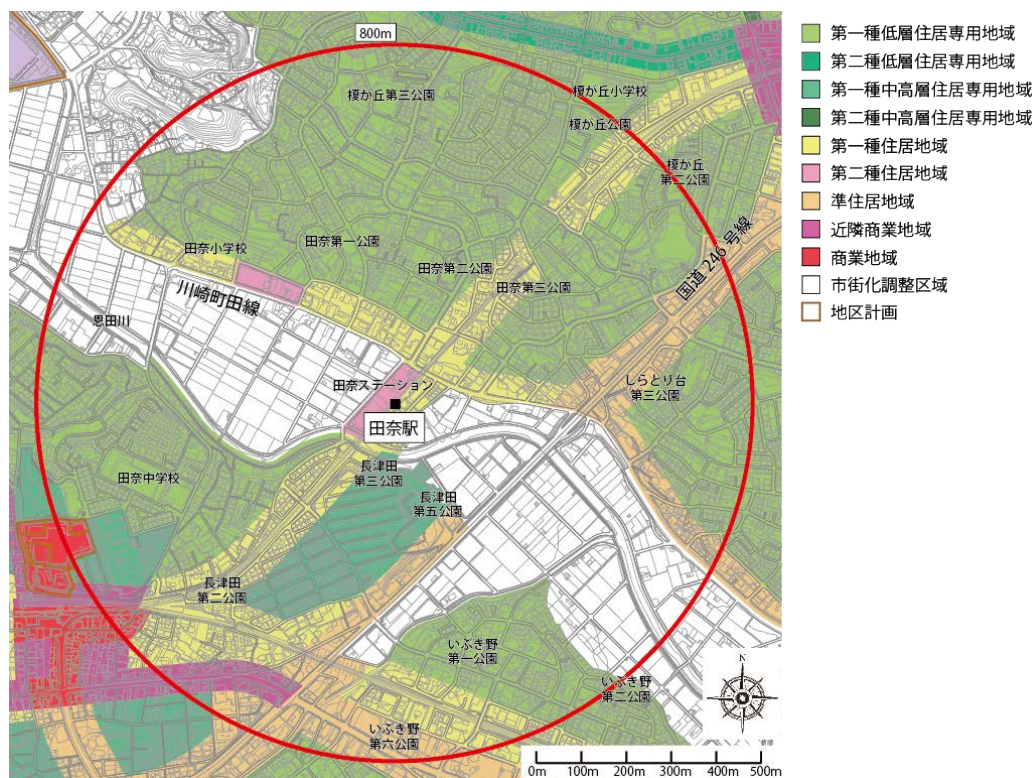 800m
榎が丘第三公園
榎が丘小学校
榎が丘公園
榎が丘
第二公園
国道246号線
田奈小学校
田奈第一公園
田奈第二公園
田奈第三公園
川崎町田線
恩田川
田奈ステーション
田奈駅
しらとり台
第三公園
田奈中学校
長津田
第三公園
長津田
第五公園
長津田
第二公園
いぶき野
第一公園
いぶき野
第二公園
いぶき野
第六公園
N
0m 100m 200m 300m 400m 500m
第一種低層住居専用地域
第二種低層住居専用地域
第一種中高層住居専用地域
第二種中高層住居専用地域
第一種住居地域
第二種住居地域
準住居地域
近隣商業地域
商業地域
市街化調整区域
地区計画